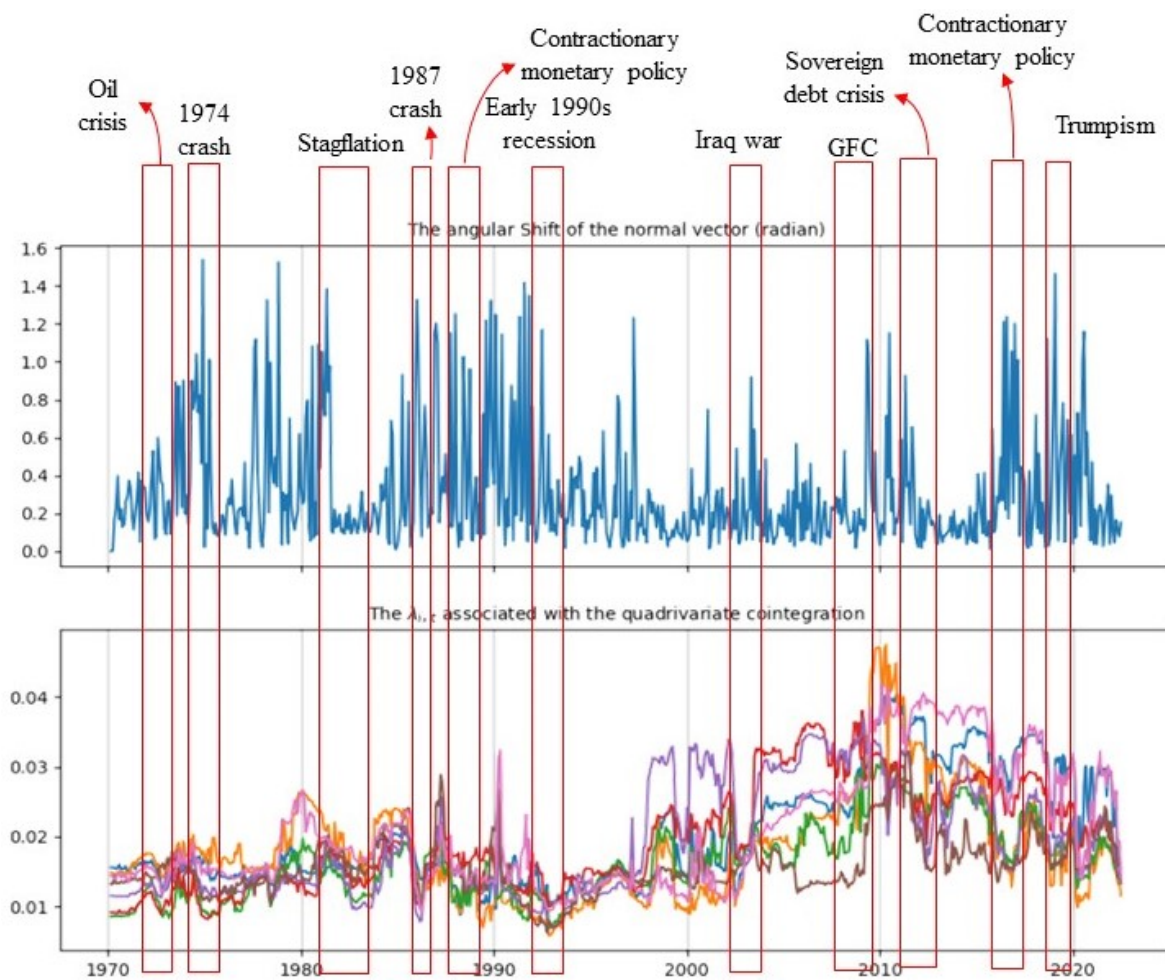 Oil
crisis
1974
crash
Stagflation
1987
crash
Contractionary
monetary policy
Early 1990s
recession
Iraq war
Sovereign
debt crisis
GFC
Contractionary
monetary policy
Trumpism
The angular Shift of the normal vector (radian)
1.6
1.4
1.2
1.0
0.8
0.6
0.4
0.2
0.0
The λi, t associated with the quadrivariate cointegration
0.04
0.03
0.02
0.01
1970 1980 1990 2000 2010 2020